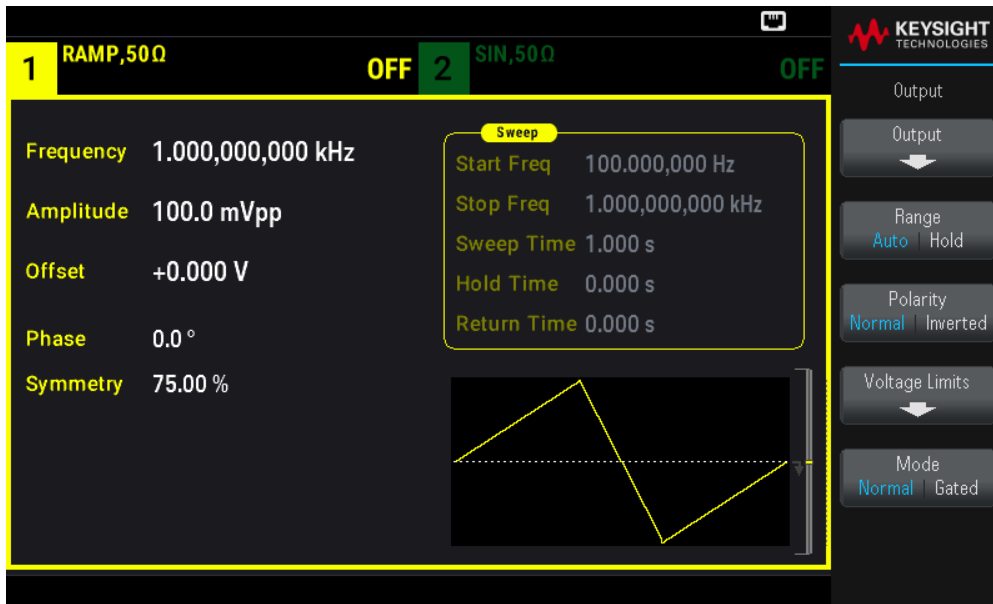 KEYSIGHT
TECHNOLOGIES
1 RAMP,50Ω OFF
2 SIN,50Ω OFF
Frequency 1.000,000,000 kHz
Amplitude 100.0 mVpp
Offset +0.000 V
Phase 0.0 °
Symmetry 75.00 %
Sweep
Start Freq 100.000,000 Hz
Stop Freq 1.000,000,000 kHz
Sweep Time 1.000 s
Hold Time 0.000 s
Return Time 0.000 s
Output
Output
Range
Auto | Hold
Polarity
Normal | Inverted
Voltage Limits
Mode
Normal | Gated